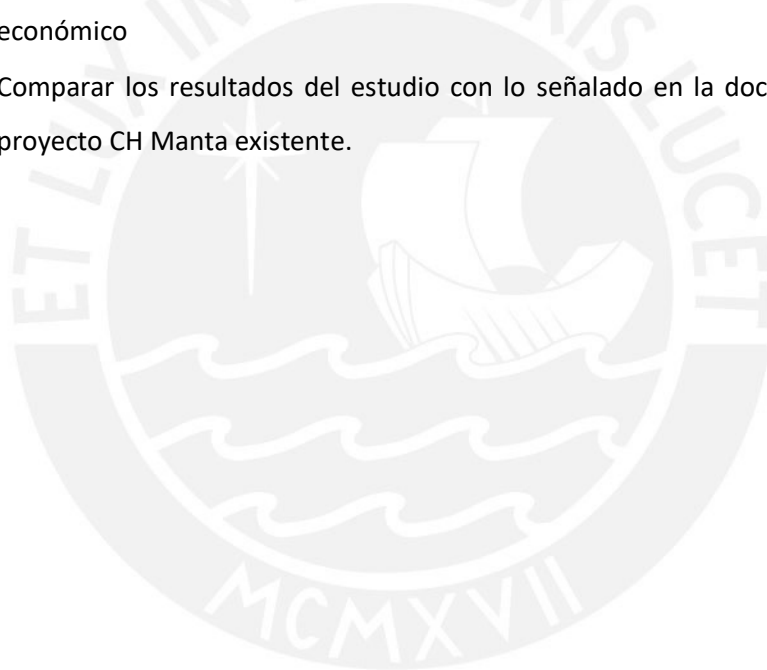 económico
Comparar los resultados del estudio con lo señalado en la doc
proyecto CH Manta existente.
ET LUX IN TENEBRIS LUCET
MCMXVII